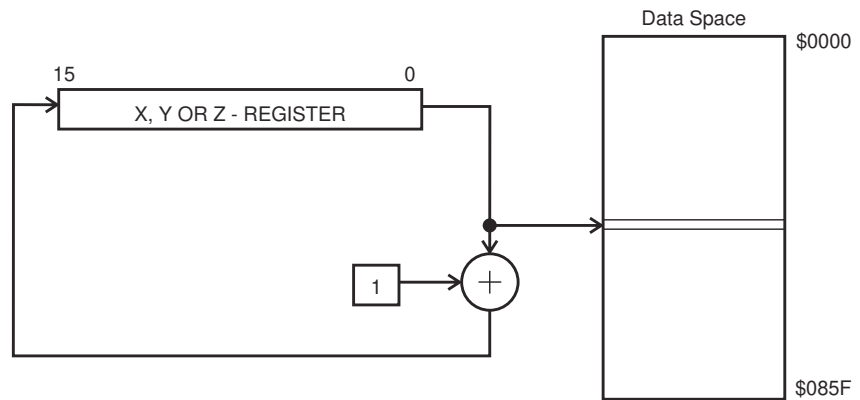 Data Space
$0000
15
0
X, Y OR Z - REGISTER
1
+
$085F